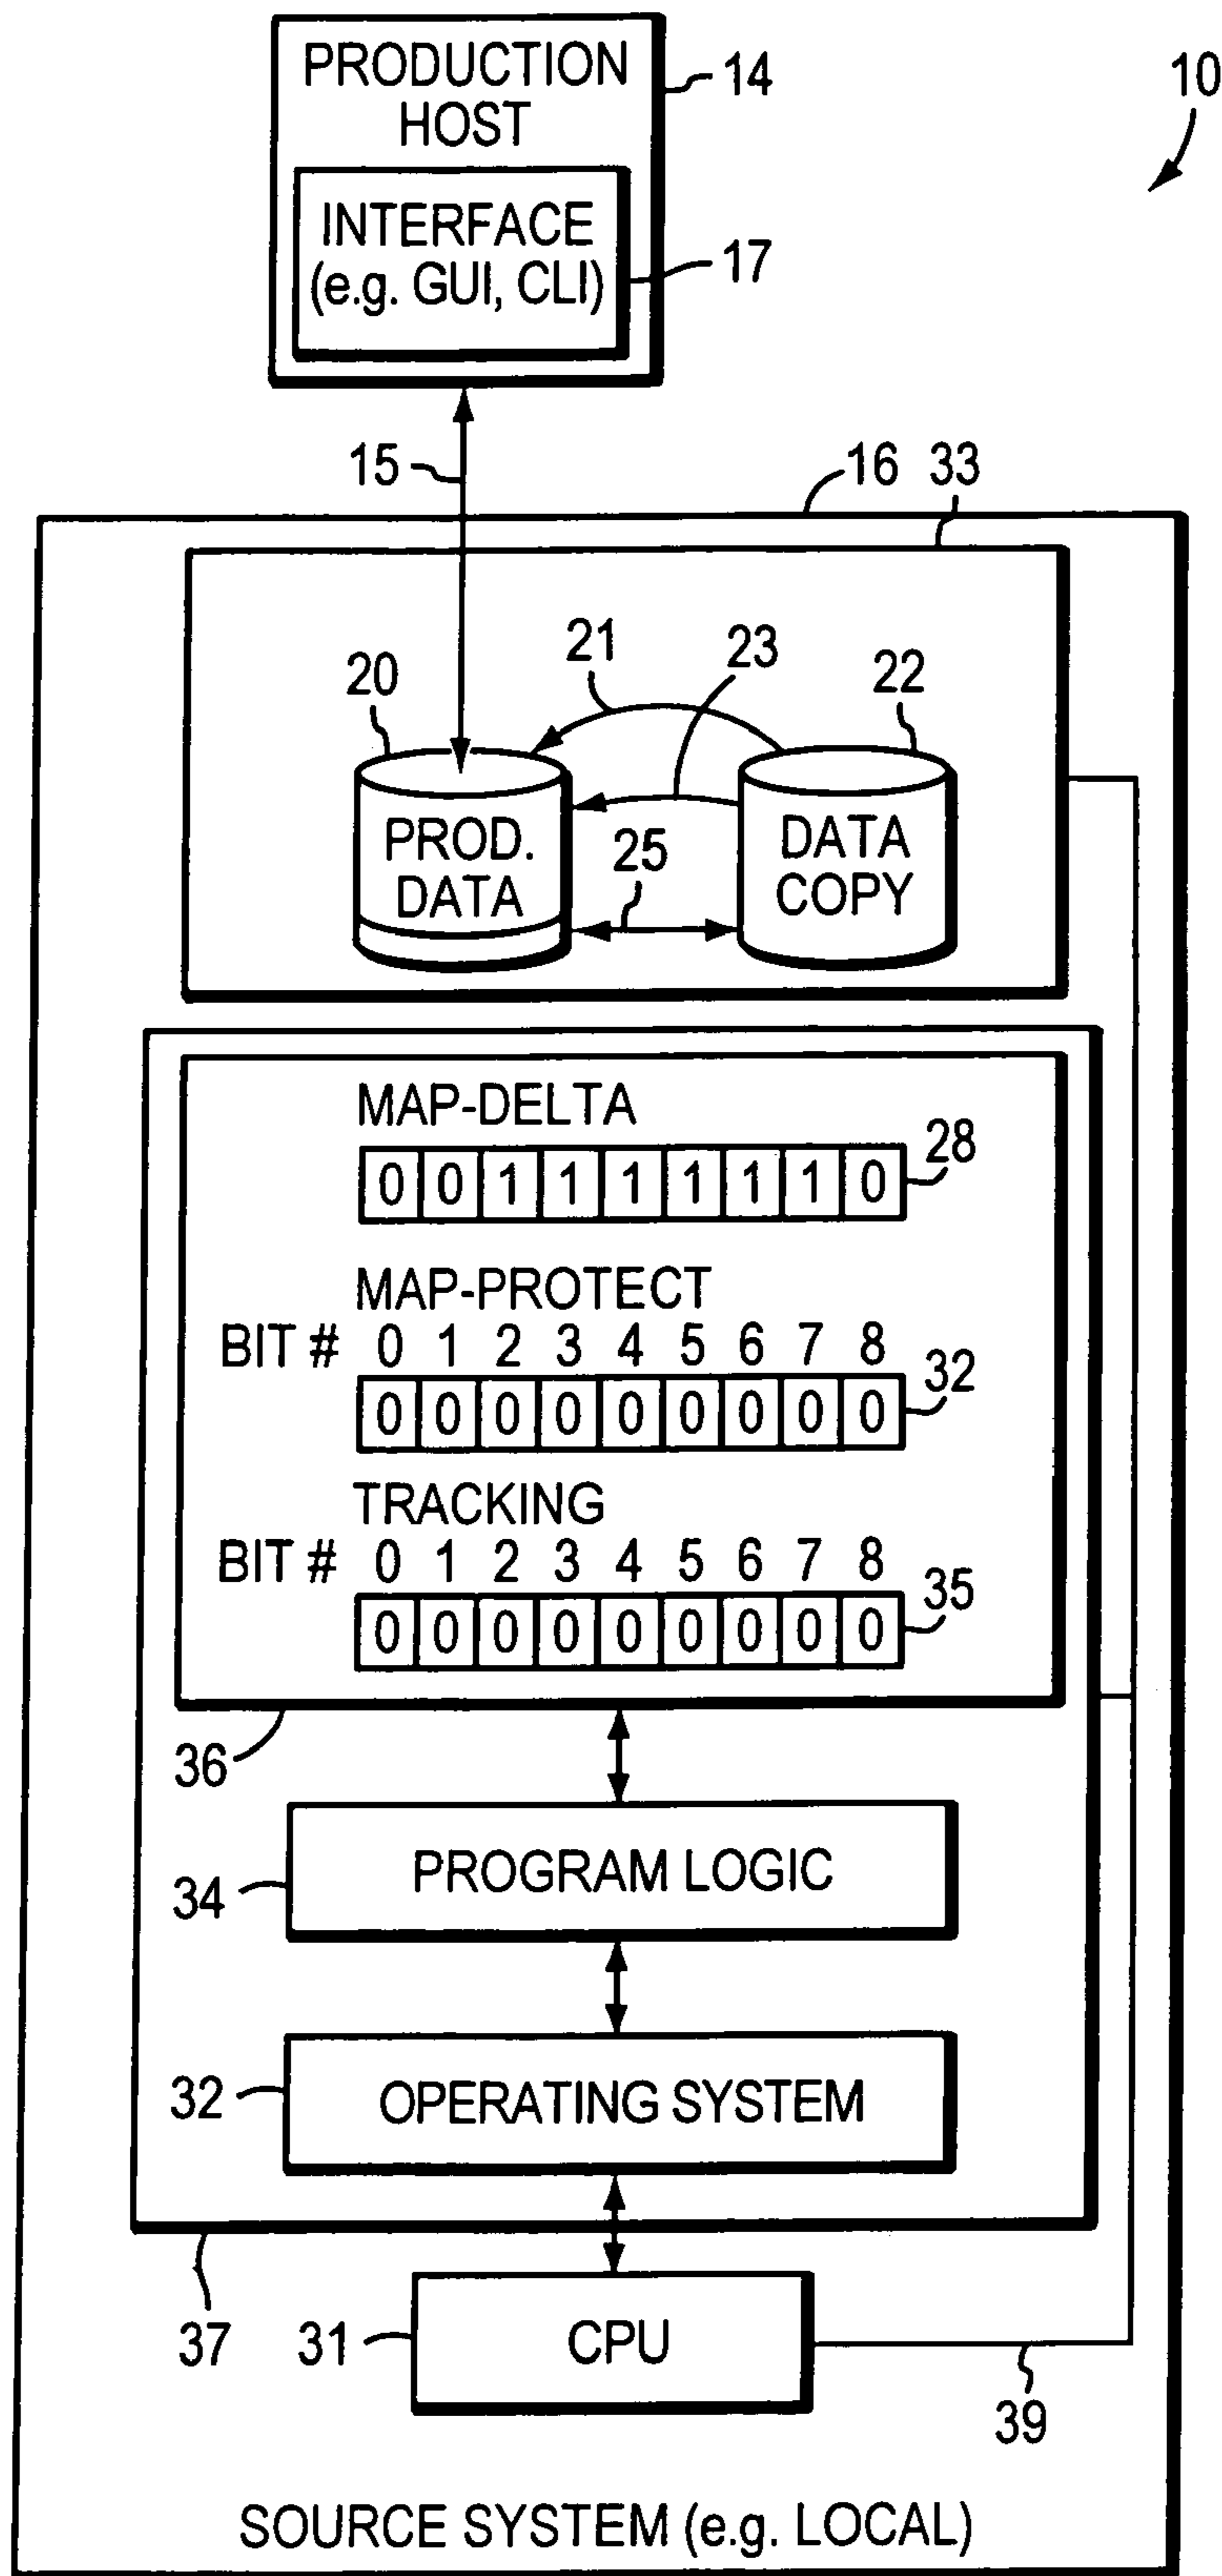 PRODUCTION
HOST
14
10
INTERFACE
(e.g. GUI, CLI)
17
15
16
33
21
23
20
22
PROD.
DATA
25
DATA
COPY
MAP-DELTA
0 0 1 1 1 1 1 1 0
28
MAP-PROTECT
BIT # 0 1 2 3 4 5 6 7 8
0 0 0 0 0 0 0 0 0
32
TRACKING
BIT # 0 1 2 3 4 5 6 7 8
0 0 0 0 0 0 0 0 0
35
36
PROGRAM LOGIC
34
OPERATING SYSTEM
32
37
31
CPU
39
SOURCE SYSTEM (e.g. LOCAL)